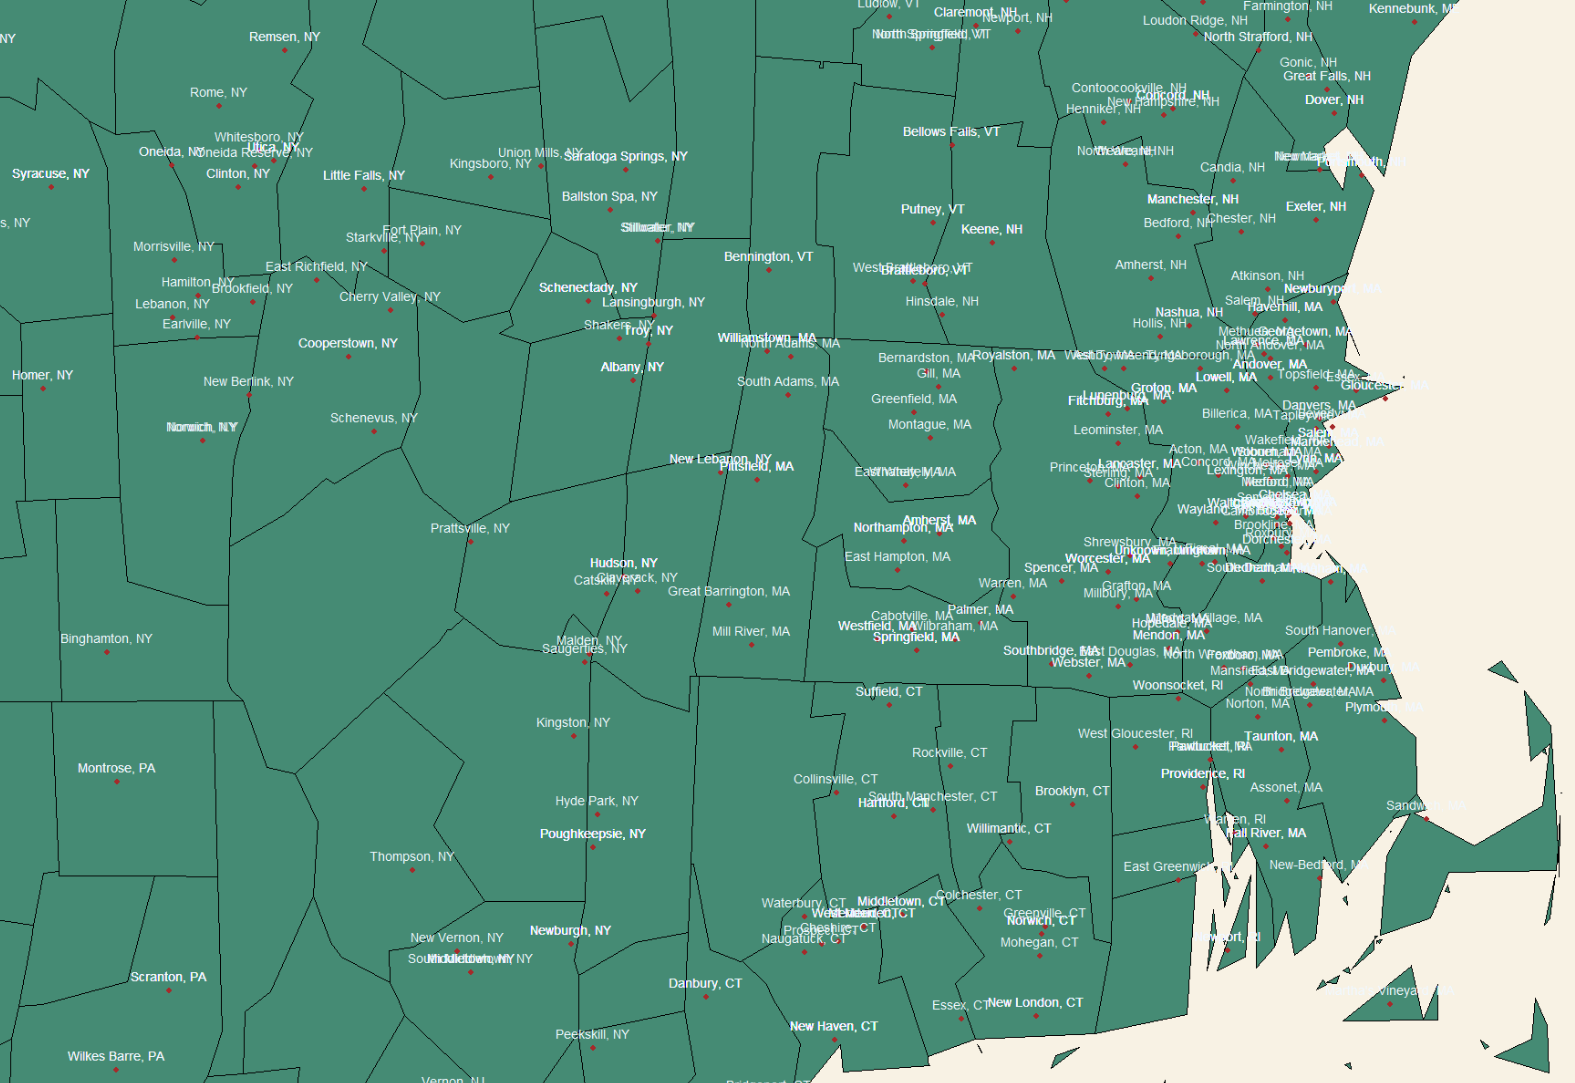 Ludlow, VT
Claremont, NH
Newport, NH
Farmington, NH
Kennebunk, M
Loudon Ridge, NH
NY
Remsen, NY
North Springfield, VT
North Strafford, NH
Gonic, NH
Great Falls, NH
Rome, NY
Contoocookville, NH
Concord, NH
New Hampshire, NH
Henniker, NH
Dover, NH
Whitesboro, NY
Utica, NY
Oneida, NY
Oneida Reserve, NY
Bellows Falls, VT
Union Mills, NY
Saratoga Springs, NY
Kingsboro, NY
Candia, NH
Syracuse, NY
Clinton, NY
Little Falls, NY
Ballston Spa, NY
Manchester, NH
Exeter, NH
Putney, VT
Bedford, NH
Chester, NH
s, NY
Fort Plain, NY
Starkville, NY
Stillwater, NY
Keene, NH
Morrisville, NY
Bennington, VT
East Richfield, NY
West Brattleboro, VT
Brattleboro, VT
Amherst, NH
Atkinson, NH
Hamilton, NY
Brookfield, NY
Cherry Valley, NY
Schenectady, NY
Newburyport, MA
Lebanon, NY
Lansingburgh, NY
Hinsdale, NH
Salem, NH
Haverhill, MA
Nashua, NH
Earlville, NY
Shakers, NY
Troy, NY
Hollis, NH
Georgetown, MA
Cooperstown, NY
Williamstown, MA
North Adams, MA
Lawrence, MA
North Andover, MA
Bernardston, MA
Royalston, MA
Tyngsborough, MA
Homer, NY
New Berlink, NY
Albany, NY
South Adams, MA
Gill, MA
Andover, MA
Lowell, MA
Topsfield, MA
Gloucester, MA
Groton, MA
Lunenburg, MA
Fitchburg, MA
Greenfield, MA
Norwich, NY
Schenevus, NY
Montague, MA
Leominster, MA
Billerica, MA
Danvers, MA
Salem, MA
New Lebanon, NY
Pittsfield, MA
Acton, MA
Concord, MA
Lancaster, MA
Princeton, MA
Sterling, MA
Clinton, MA
Lexington, MA
Lynn, MA
Whately, MA
Medford, MA
Chelsea, MA
Prattsville, NY
Amherst, MA
Northampton, MA
Brookline, MA
East Hampton, MA
Shrewsbury, MA
Worcester, MA
Hudson, NY
Claverack, NY
Catskill, NY
Great Barrington, MA
Spencer, MA
Warren, MA
Grafton, MA
Millbury, MA
Cabotville, MA
Palmer, MA
Westfield, MA
Wilbraham, MA
Springfield, MA
Hopedale, MA
Mendon, MA
Binghamton, NY
Malden, NY
Saugerties, NY
Mill River, MA
South Hanover, MA
Southbridge, MA
East Douglas, MA
Webster, MA
Foxboro, MA
Pembroke, MA
Duxbury, MA
Mansfield, MA
East Bridgewater, MA
Suffield, CT
Woonsocket, RI
North Bridgewater, MA
Norton, MA
Plymouth, MA
Kingston, NY
West Gloucester, RI
Pawtucket, RI
Taunton, MA
Montrose, PA
Rockville, CT
Providence, RI
Collinsville, CT
South Manchester, CT
Hartford, CT
Brooklyn, CT
Assonet, MA
Hyde Park, NY
Poughkeepsie, NY
Willimantic, CT
Warren, RI
Fall River, MA
Thompson, NY
East Greenwich
New-Bedford, M
Waterbury, CT
Middletown, CT
Colchester, CT
Cheshire, CT
Prospect, CT
Naugatuck, CT
Greenville, CT
Norwich, CT
Mohegan, CT
New Vernon, NY
Newburgh, NY
Scranton, PA
Danbury, CT
Essex, CT
New London, CT
New Haven, CT
Peekskill, NY
Wilkes Barre, PA
Vernon, NJ
Bridgeport, CT